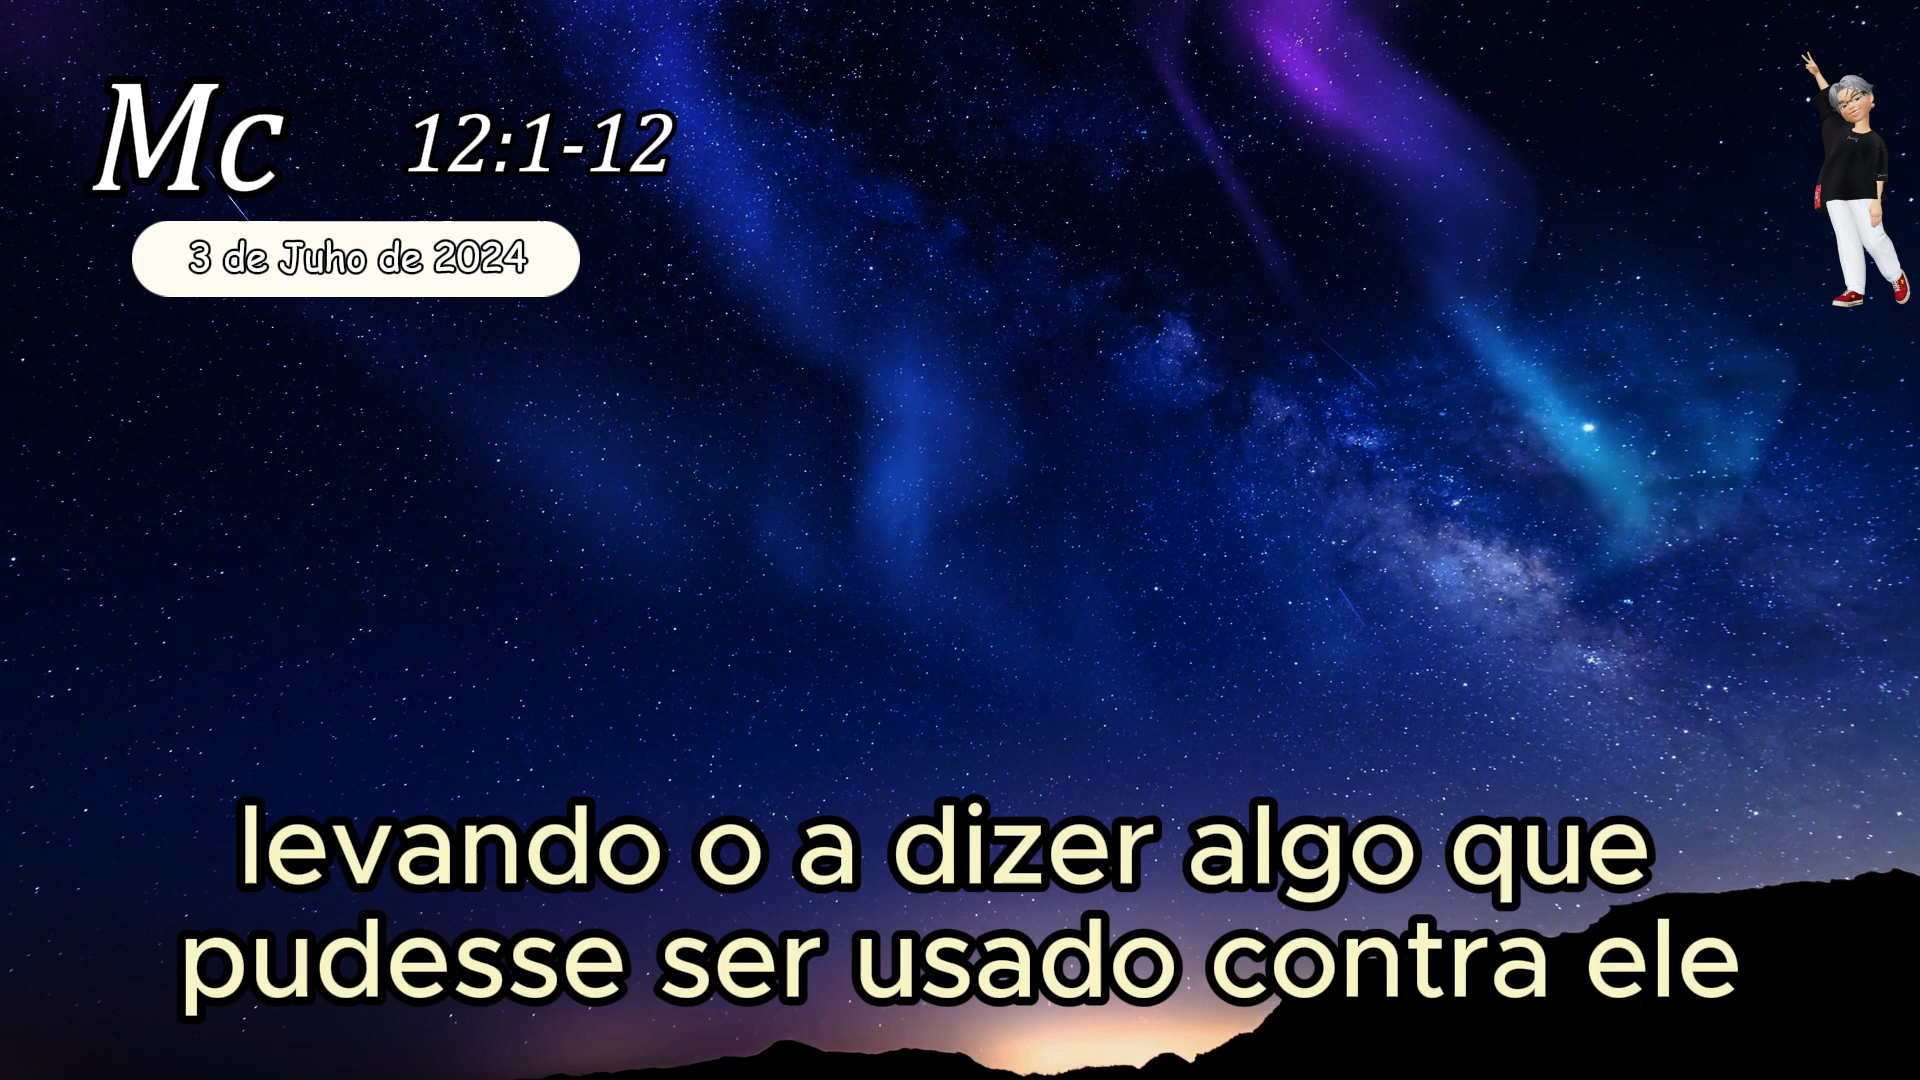 Mc 12:1-12
3 de Juho de 2024
levando o a dizer algo que
pudesse ser usado contra ele